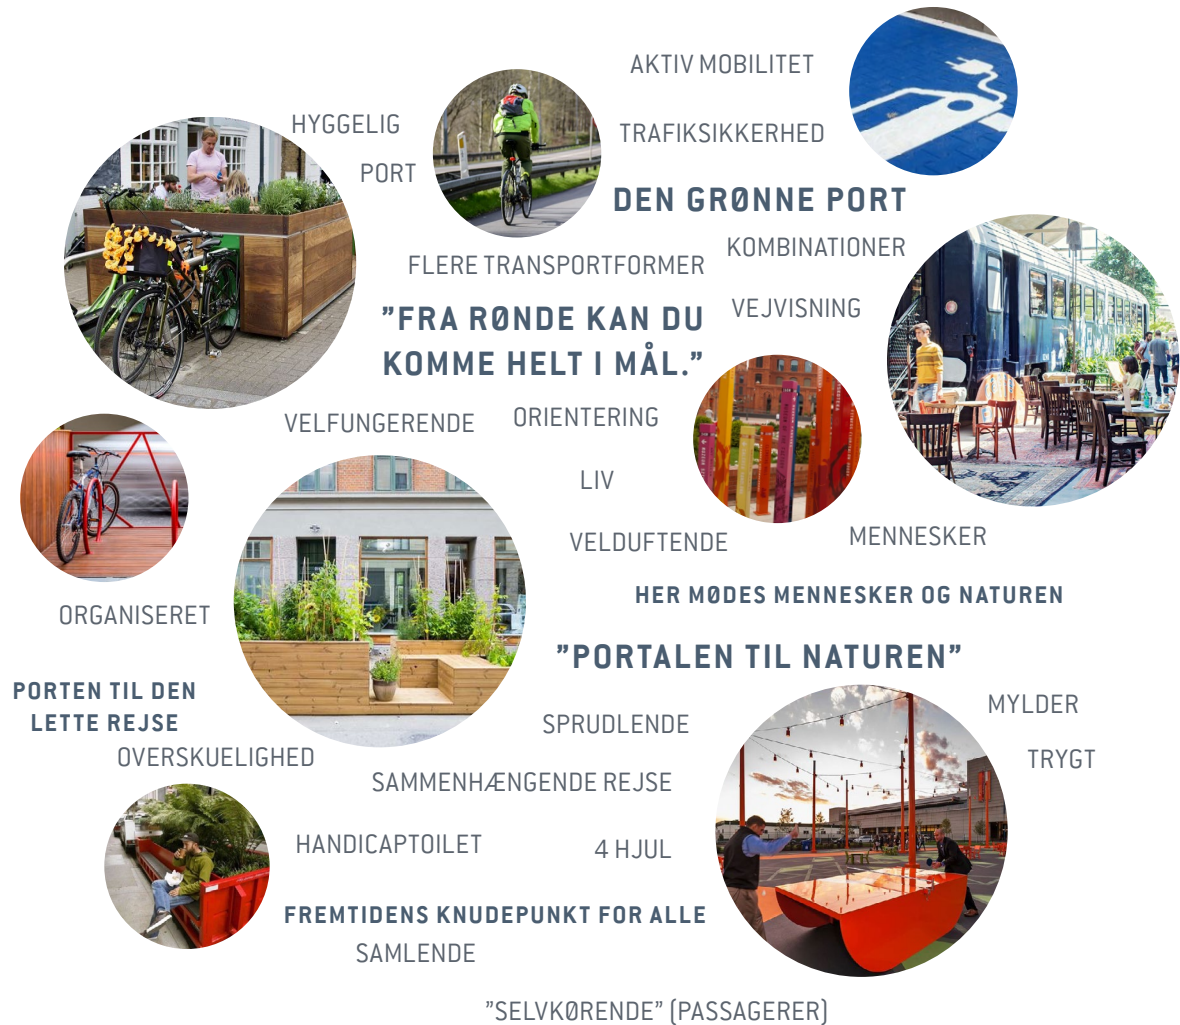 AKTIV MOBILITET
HYGGELIG
TRAFIKSIKKERHED
PORT
DEN GRØNNE PORT
KOMBINATIONER
FLERE TRANSPORTFORMER
VEJVISNING
”FRA RØNDE KAN DU
KOMME HELT I MÅL.”
VELFUNGERENDE
ORIENTERING
LIV
VELDUFTENDE
MENNESKER
HER MØDES MENNESKER OG NATUREN
ORGANISERET
”PORTALEN TIL NATUREN”
PORTEN TIL DEN
LETTE REJSE
MYLDER
SPRUDLENDE
OVERSKUELIGHED
TRYGT
SAMMENHÆNGENDE REJSE
HANDICAPTOILET
4 HJUL
FREMTIDENS KNUDEPUNKT FOR ALLE
SAMLENDE
”SELVKØRENDE” (PASSAGERER)